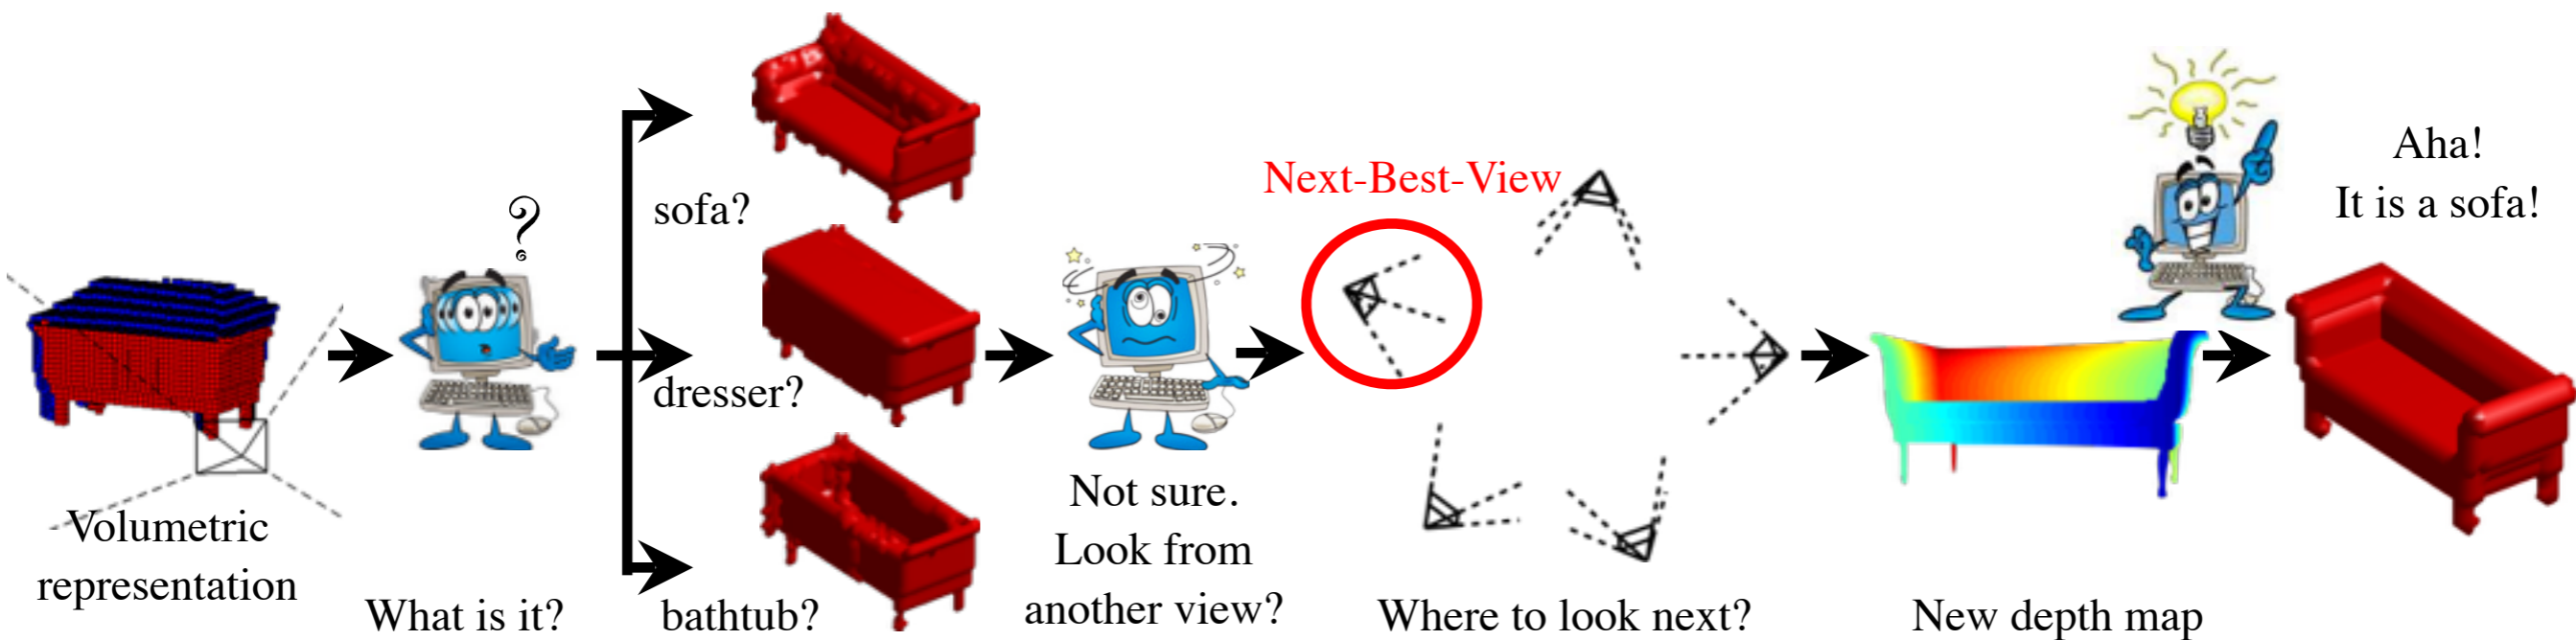 Volumetric
representation
?
What is it?
sofa?
dresser?
bathtub?
Not sure.
Look from
another view?
Next-Best-View
Where to look next?
New depth map
Aha!
It is a sofa!